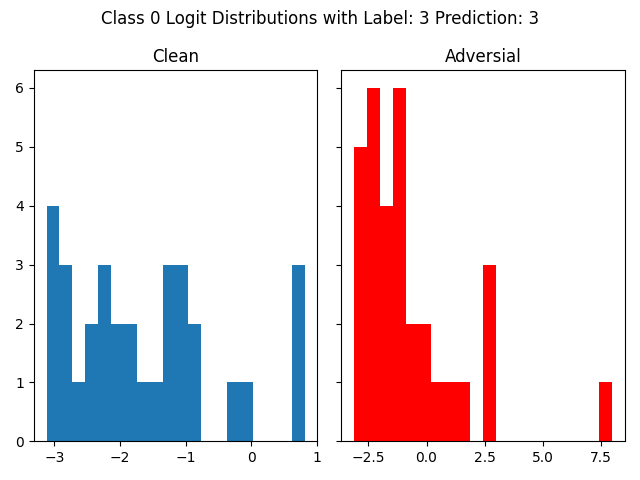 Class 0 Logit Distributions with Label: 3 Prediction: 3
Clean
Adversial
6
5
4
3
2
1
0
−3 −2 −1 0 1
−2.5 0.0 2.5 5.0 7.5